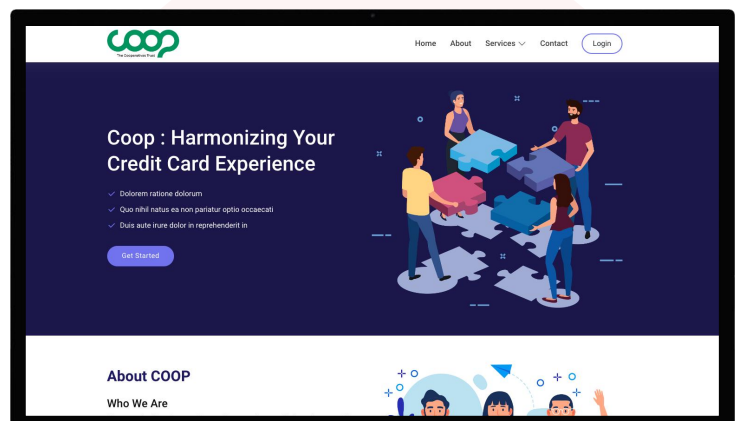 COOP
The Cooperatives Trust
Home About Services Contact Login
Coop : Harmonizing Your
Credit Card Experience
Dolorem ratione dolorum
Quo nihil natus ea non pariatur optio occaecati
Duis aute irure dolor in reprehenderit in
Get Started
About COOP
Who We Are